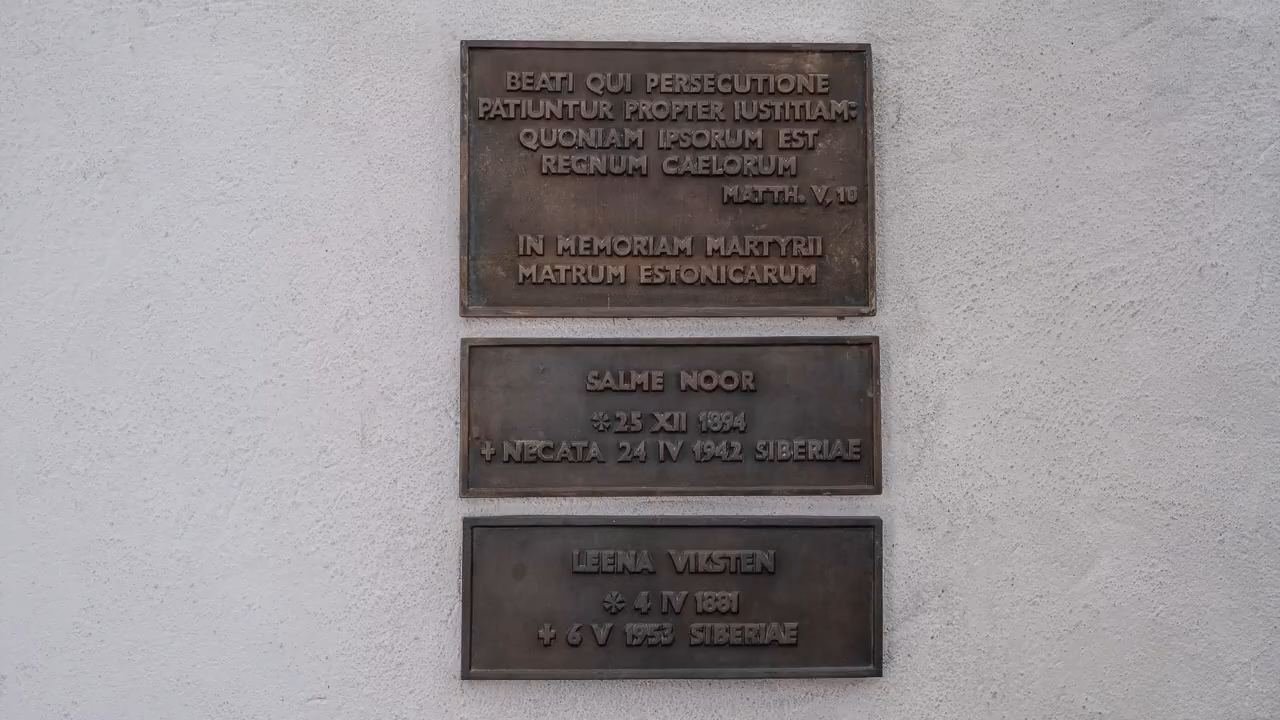 BEATI QUI PERSECUTIONE
PATIUNTUR PROPTER IUSTITIAM:
QUONIAM IPSORUM EST
REGNUM CAELORUM
MATTH. V, 10
IN MEMORIAM MARTYRII
MATRUM ESTONICARUM
SALME NOOR
* 25 XII 1894
+ NECATA 24 IV 1942 SIBERIAE
LEENA VIKSTEN
* 4 IV 1881
+ 6 V 1953 SIBERIAE